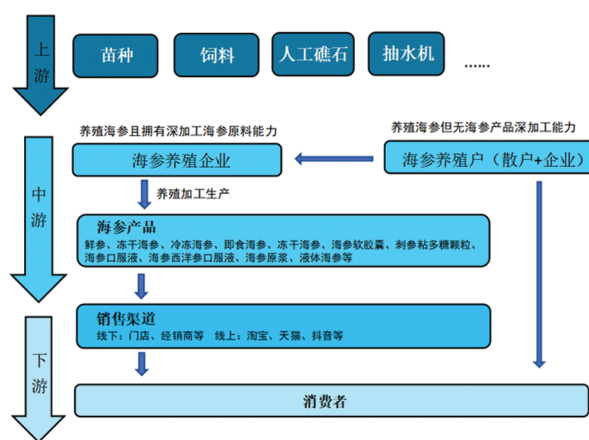 上游
苗种
饲料
人工礁石
抽水机
……
养殖海参且拥有深加工海参原料能力
养殖海参但无海参产品深加工能力
中游
海参养殖企业
海参养殖户（散户+企业）
养殖加工生产
海参产品
鲜参、冻干海参、冷冻海参、即食海参、冻干海参、海参软胶囊、刺参粘多糖颗粒、
海参口服液、海参西洋参口服液、海参原浆、液体海参等
销售渠道
线下：门店、经销商等 线上：淘宝、天猫、抖音等
下游
消费者